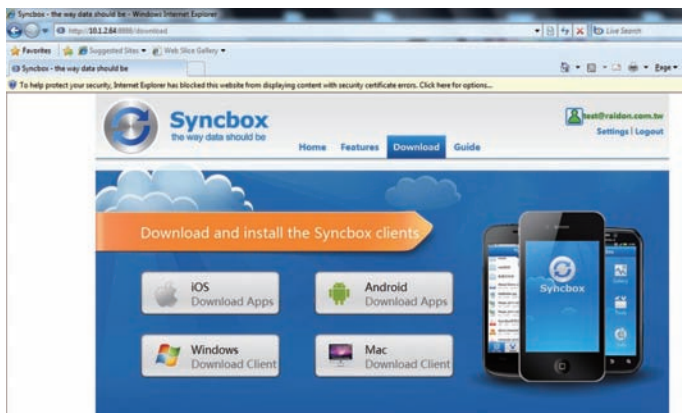 Syncbox - the way data should be - Windows Internet Explorer
http://10.1.2.64:8888/download
Live Search
Favorites Suggested Sites Web Slice Gallery
Syncbox - the way data should be
Page
To help protect your security, Internet Explorer has blocked this website from displaying content with security certificate errors. Click here for options...
Syncbox
the way data should be
test@raidon.com.tw
Settings | Logout
Home Features Download Guide
Download and install the Syncbox clients
iOS
Download Apps
Android
Download Apps
Windows
Download Client
Mac
Download Client
Syncbox